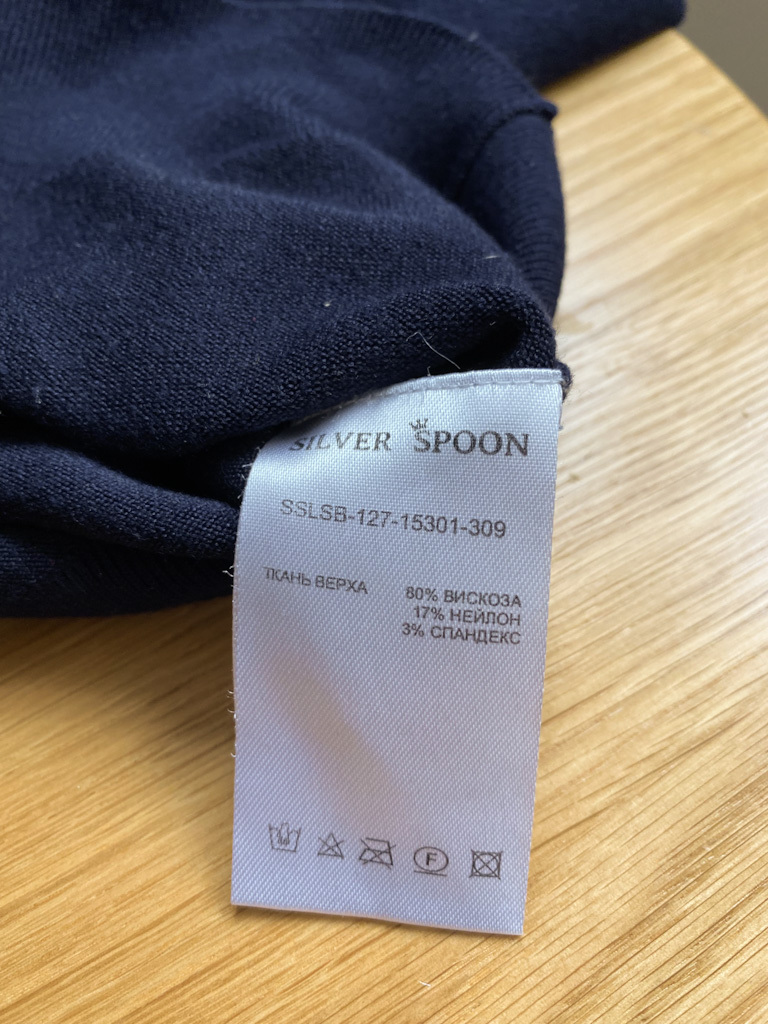 SILVER SPOON
SSLSB-127-15301-309
ТКАНЬ ВЕРХА 80% ВИСКОЗА
17% НЕЙЛОН
3% СПАНДЕКС
F